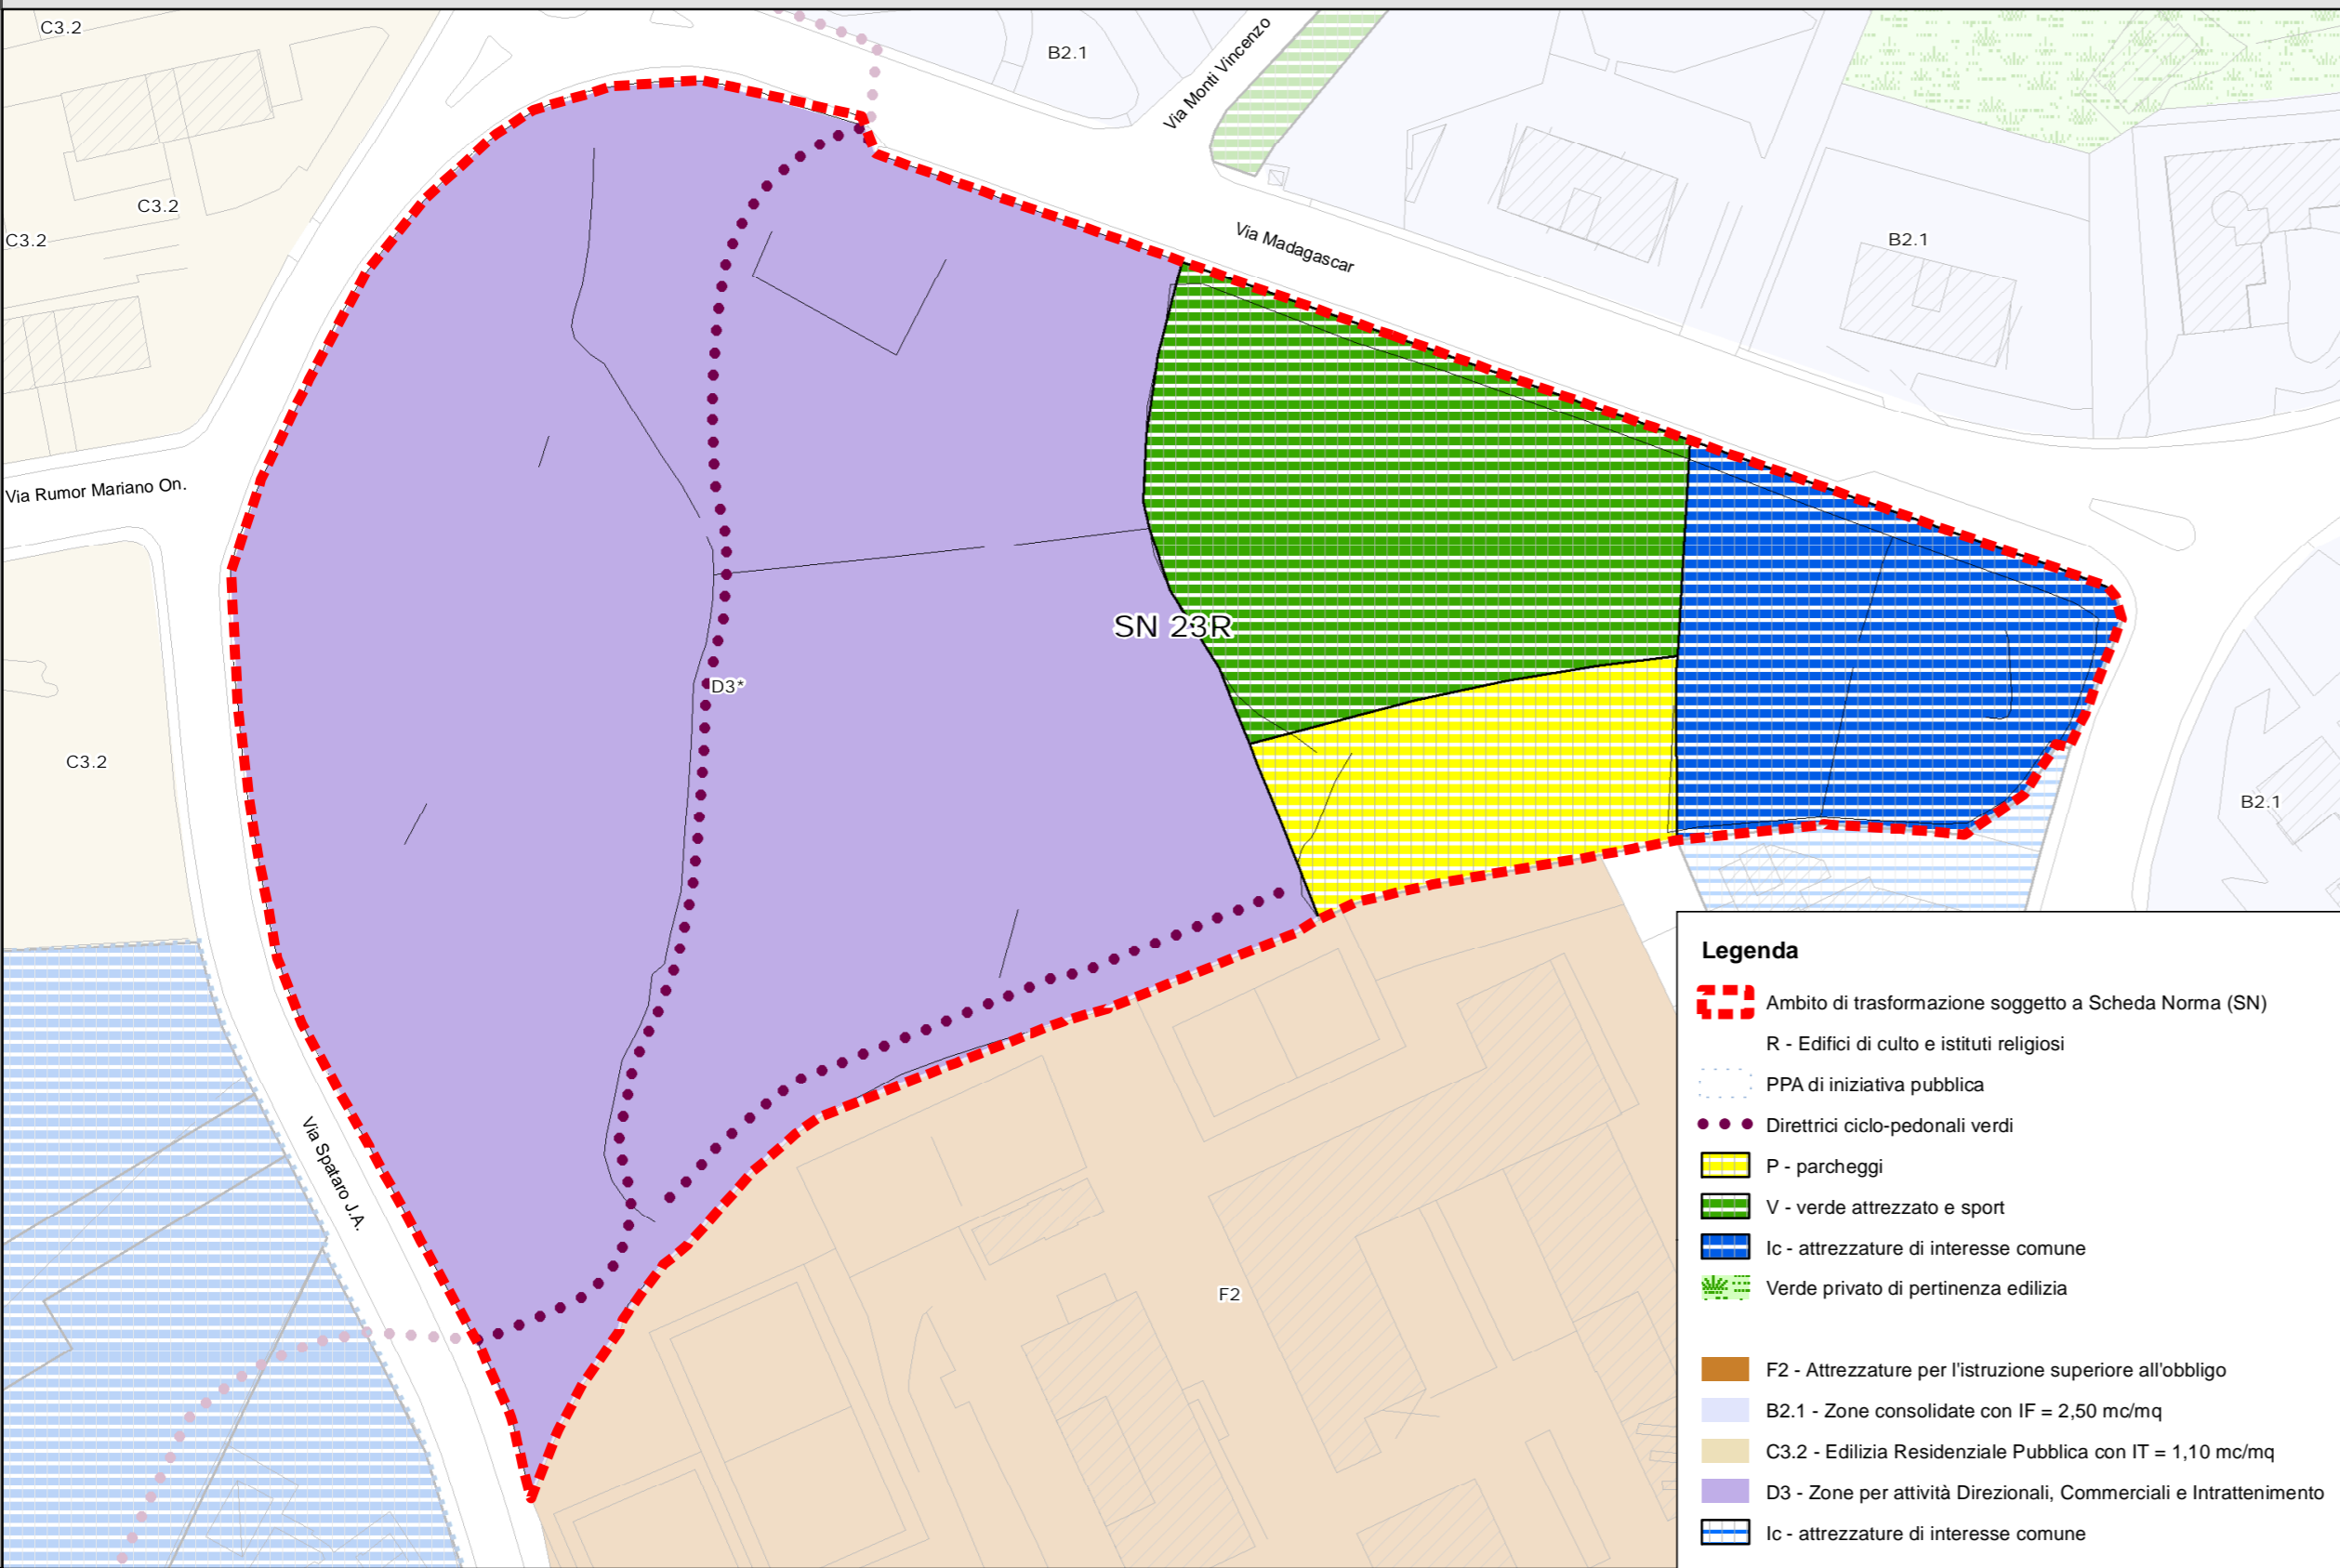 C3.2
B2.1
Via Monti Vincenzo
C3.2
C3.2
Via Madagascar
B2.1
Via Rumor Mariano On.
SN 23R
D3*
C3.2
B2.1
Via Spataro J.A.
F2
Legenda
Ambito di trasformazione soggetto a Scheda Norma (SN)
R - Edifici di culto e istituti religiosi
PPA di iniziativa pubblica
Direttrici ciclo-pedonali verdi
P - parcheggi
V - verde attrezzato e sport
Ic - attrezzature di interesse comune
Verde privato di pertinenza edilizia
F2 - Attrezzature per l'istruzione superiore all'obbligo
B2.1 - Zone consolidate con IF = 2,50 mc/mq
C3.2 - Edilizia Residenziale Pubblica con IT = 1,10 mc/mq
D3 - Zone per attività Direzionali, Commerciali e Intrattenimento
Ic - attrezzature di interesse comune